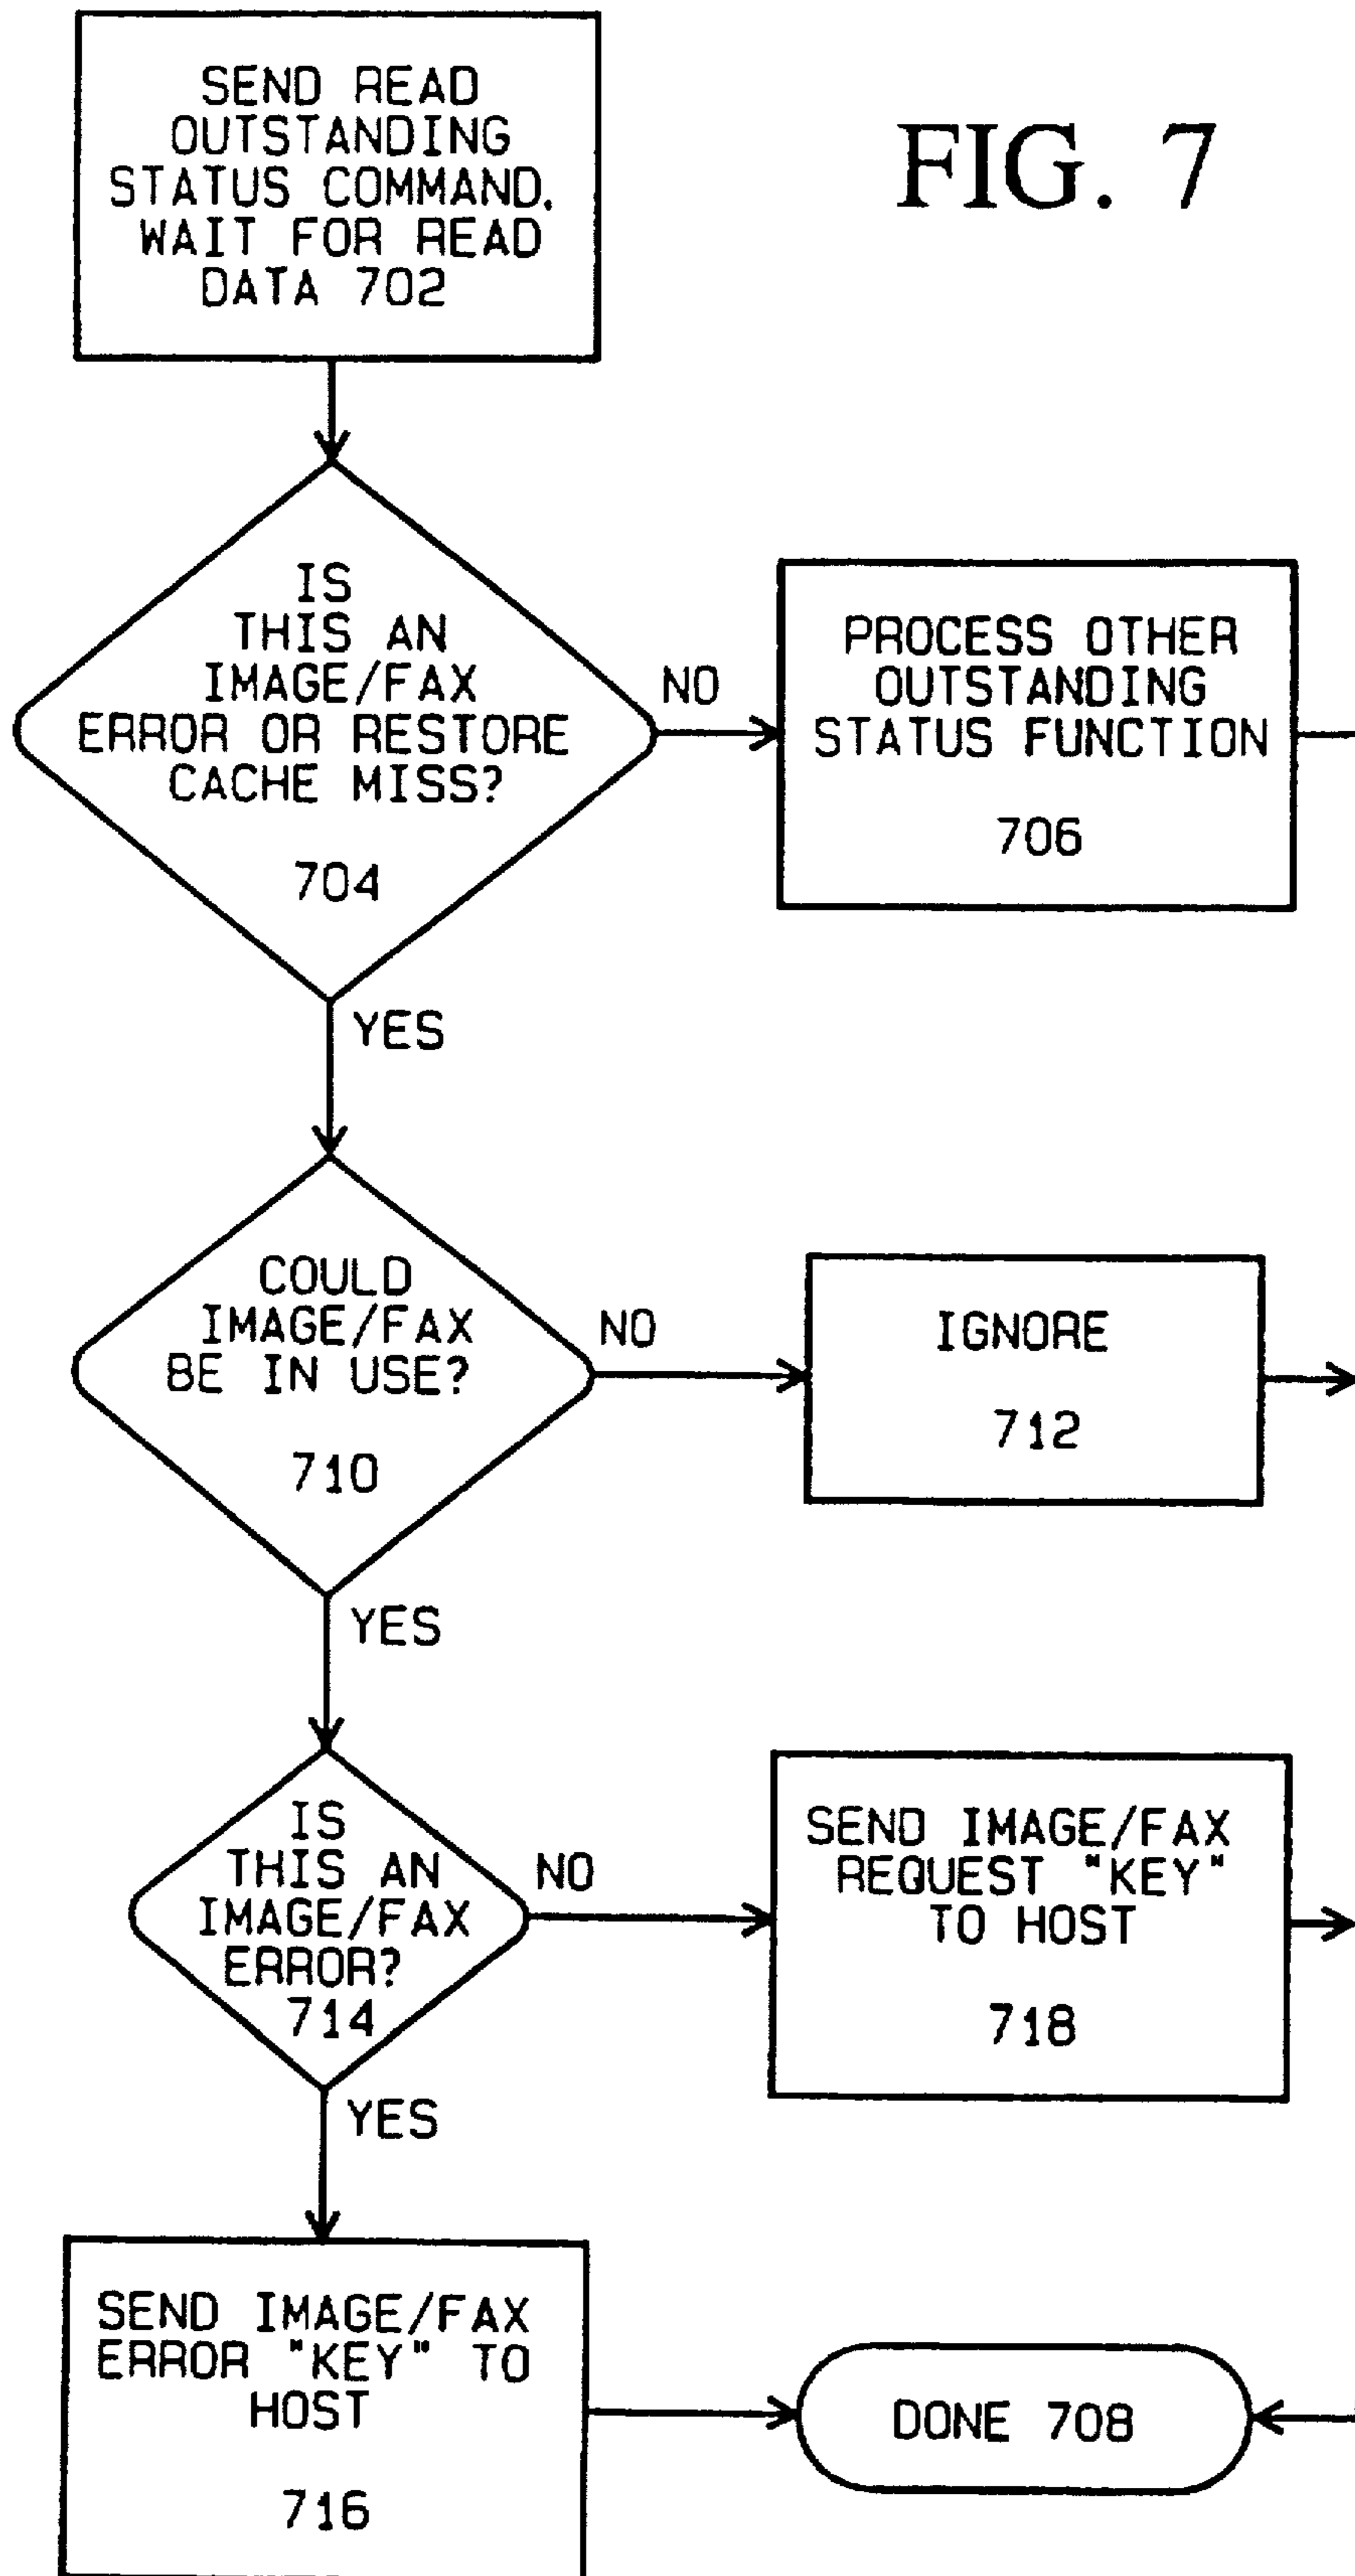 SEND READ
OUTSTANDING
STATUS COMMAND.
WAIT FOR READ
DATA 702
FIG. 7
IS
THIS AN
IMAGE/FAX
ERROR OR RESTORE
CACHE MISS?
704
NO
PROCESS OTHER
OUTSTANDING
STATUS FUNCTION
706
YES
COULD
IMAGE/FAX
BE IN USE?
710
NO
IGNORE
712
YES
IS
THIS AN
IMAGE/FAX
ERROR?
714
NO
SEND IMAGE/FAX
REQUEST "KEY"
TO HOST
718
YES
SEND IMAGE/FAX
ERROR "KEY" TO
HOST
716
DONE 708